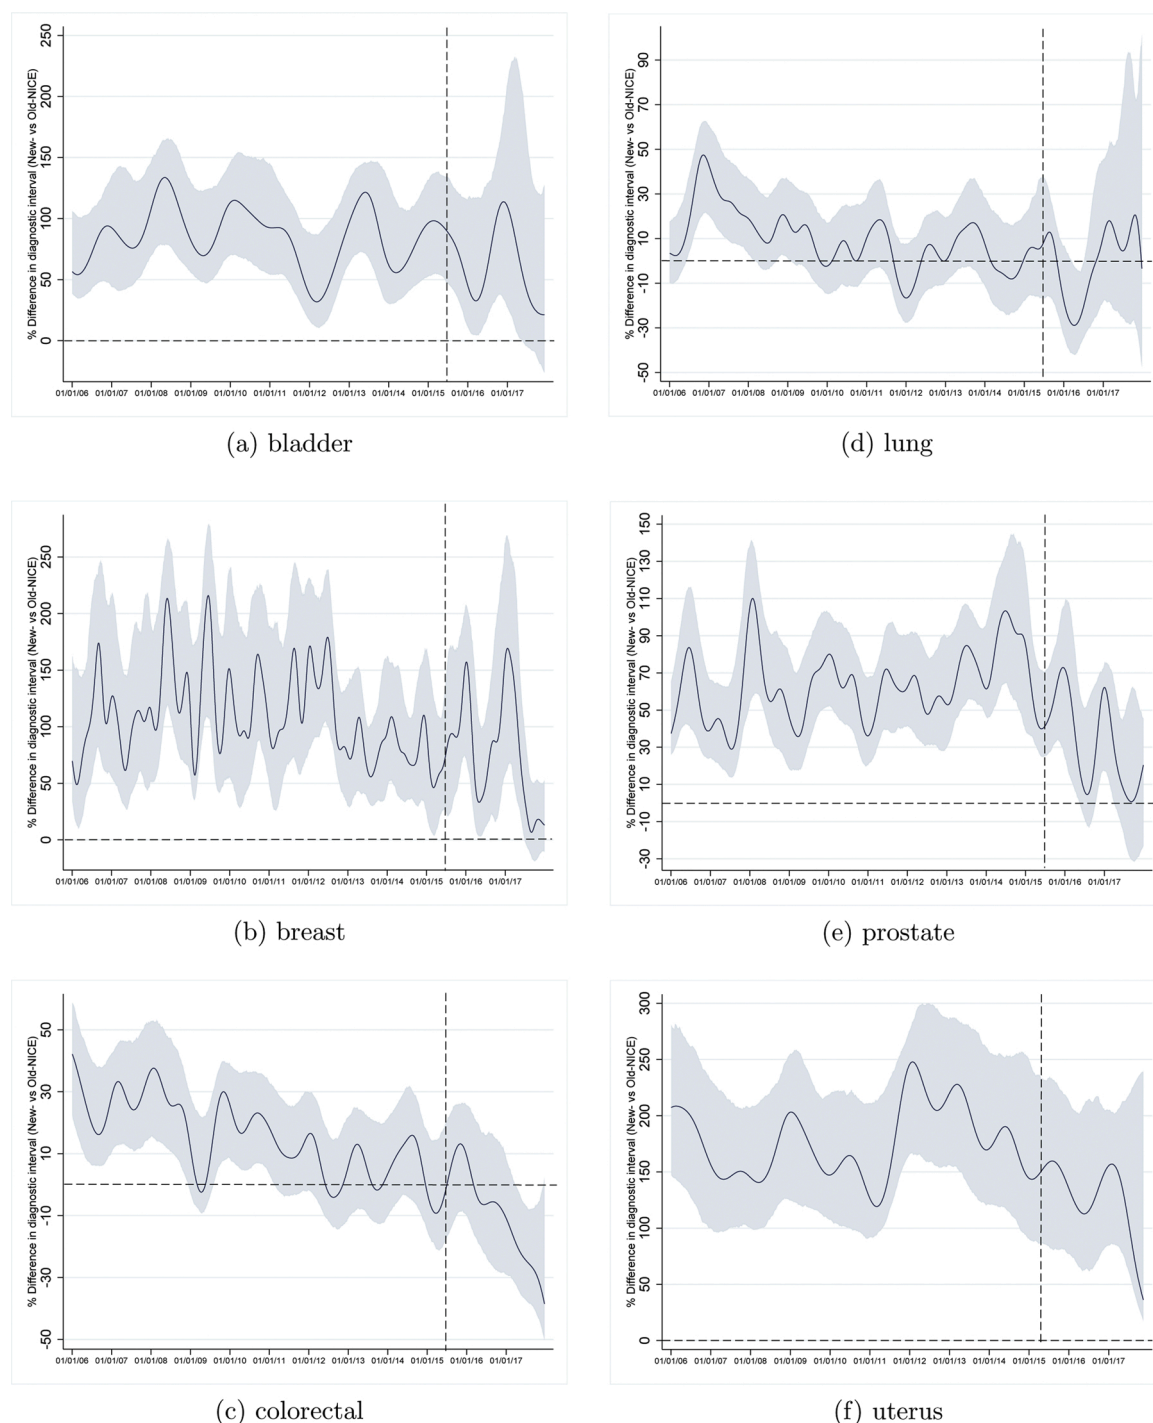 % Difference in diagnostic interval (New- vs Old-NICE)
250
200
150
100
50
0
01/01/06 01/01/07 01/01/08 01/01/09 01/01/10 01/01/11 01/01/12 01/01/13 01/01/14 01/01/15 01/01/16 01/01/17
(a) bladder
% Difference in diagnostic interval (New- vs Old-NICE)
90
70
50
30
10
-10
-30
-50
01/01/06 01/01/07 01/01/08 01/01/09 01/01/10 01/01/11 01/01/12 01/01/13 01/01/14 01/01/15 01/01/16 01/01/17
(d) lung
% Difference in diagnostic interval (New- vs Old-NICE)
250
200
150
100
50
0
01/01/06 01/01/07 01/01/08 01/01/09 01/01/10 01/01/11 01/01/12 01/01/13 01/01/14 01/01/15 01/01/16 01/01/17
(b) breast
% Difference in diagnostic interval (New- vs Old-NICE)
150
130
110
90
70
50
30
10
-10
-30
01/01/06 01/01/07 01/01/08 01/01/09 01/01/10 01/01/11 01/01/12 01/01/13 01/01/14 01/01/15 01/01/16 01/01/17
(e) prostate
% Difference in diagnostic interval (New- vs Old-NICE)
50
30
10
-10
-30
-50
01/01/06 01/01/07 01/01/08 01/01/09 01/01/10 01/01/11 01/01/12 01/01/13 01/01/14 01/01/15 01/01/16 01/01/17
(c) colorectal
% Difference in diagnostic interval (New- vs Old-NICE)
300
250
200
150
100
50
0
01/01/06 01/01/07 01/01/08 01/01/09 01/01/10 01/01/11 01/01/12 01/01/13 01/01/14 01/01/15 01/01/16 01/01/17
(f) uterus